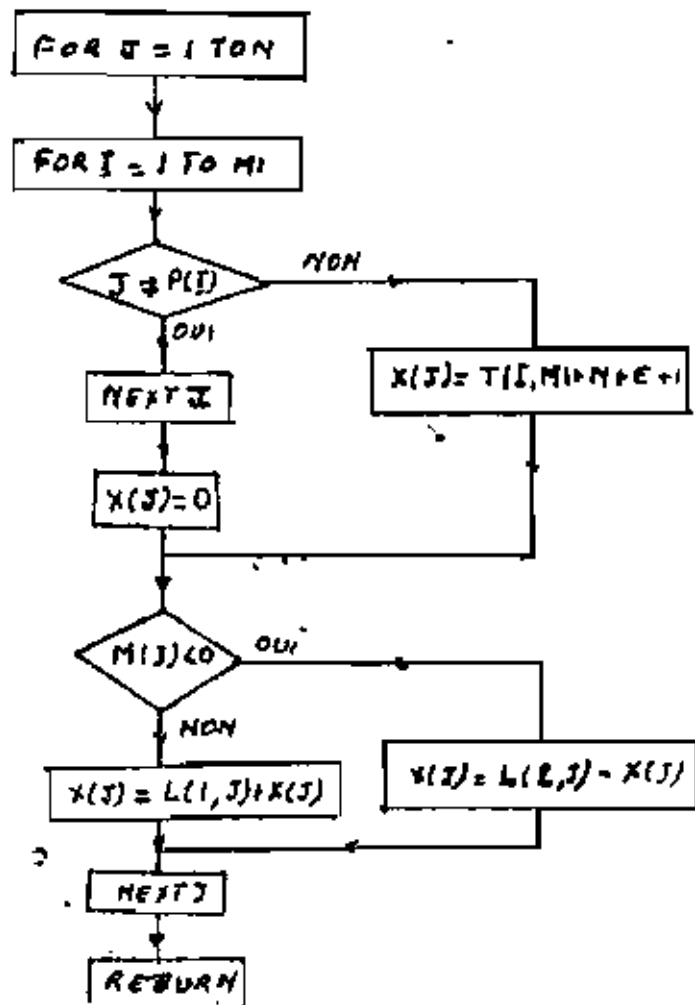 FOR J = 1 TO N
FOR I = 1 TO M1
J ≠ P(I)
NON
OUI
X(J)= T(I, M1+N+E+1
NEXT I
X(J)=0
M(J)<0
OUI
NON
X(J) = L(1,J)+X(J)
X(J) = L(2,J) - X(J)
NEXT J
RETURN